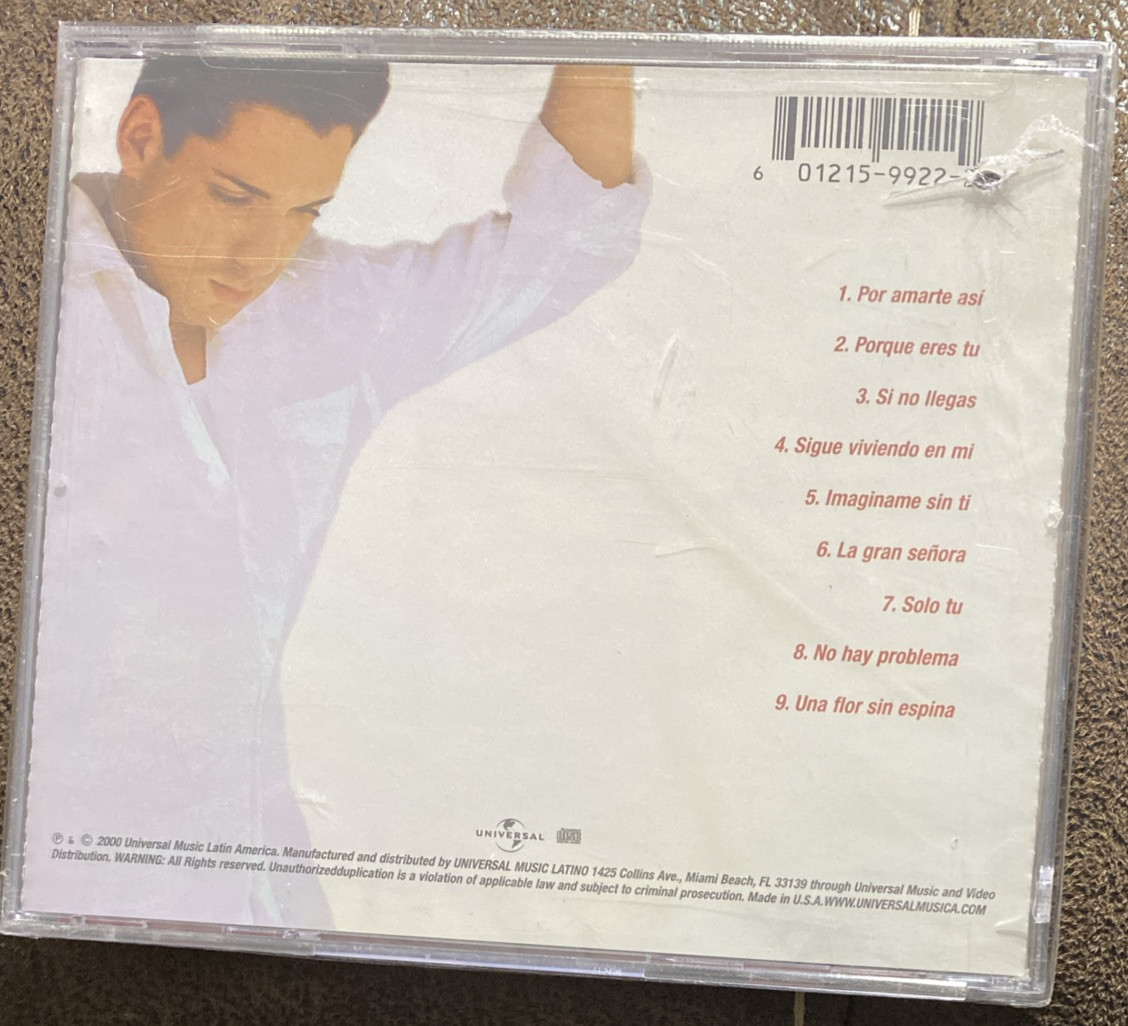 6 01215-9922-
1. Por amarte así
2. Porque eres tu
3. Si no llegas
4. Sigue viviendo en mi
5. Imaginame sin ti
6. La gran señora
7. Solo tu
8. No hay problema
9. Una flor sin espina
UNIVERSAL
℗ & © 2000 Universal Music Latin America. Manufactured and distributed by UNIVERSAL MUSIC LATINO 1425 Collins Ave., Miami Beach, FL 33139 through Universal Music and Video
Distribution. WARNING: All Rights reserved. Unauthorizedduplication is a violation of applicable law and subject to criminal prosecution. Made in U.S.A.WWW.UNIVERSALMUSICA.COM